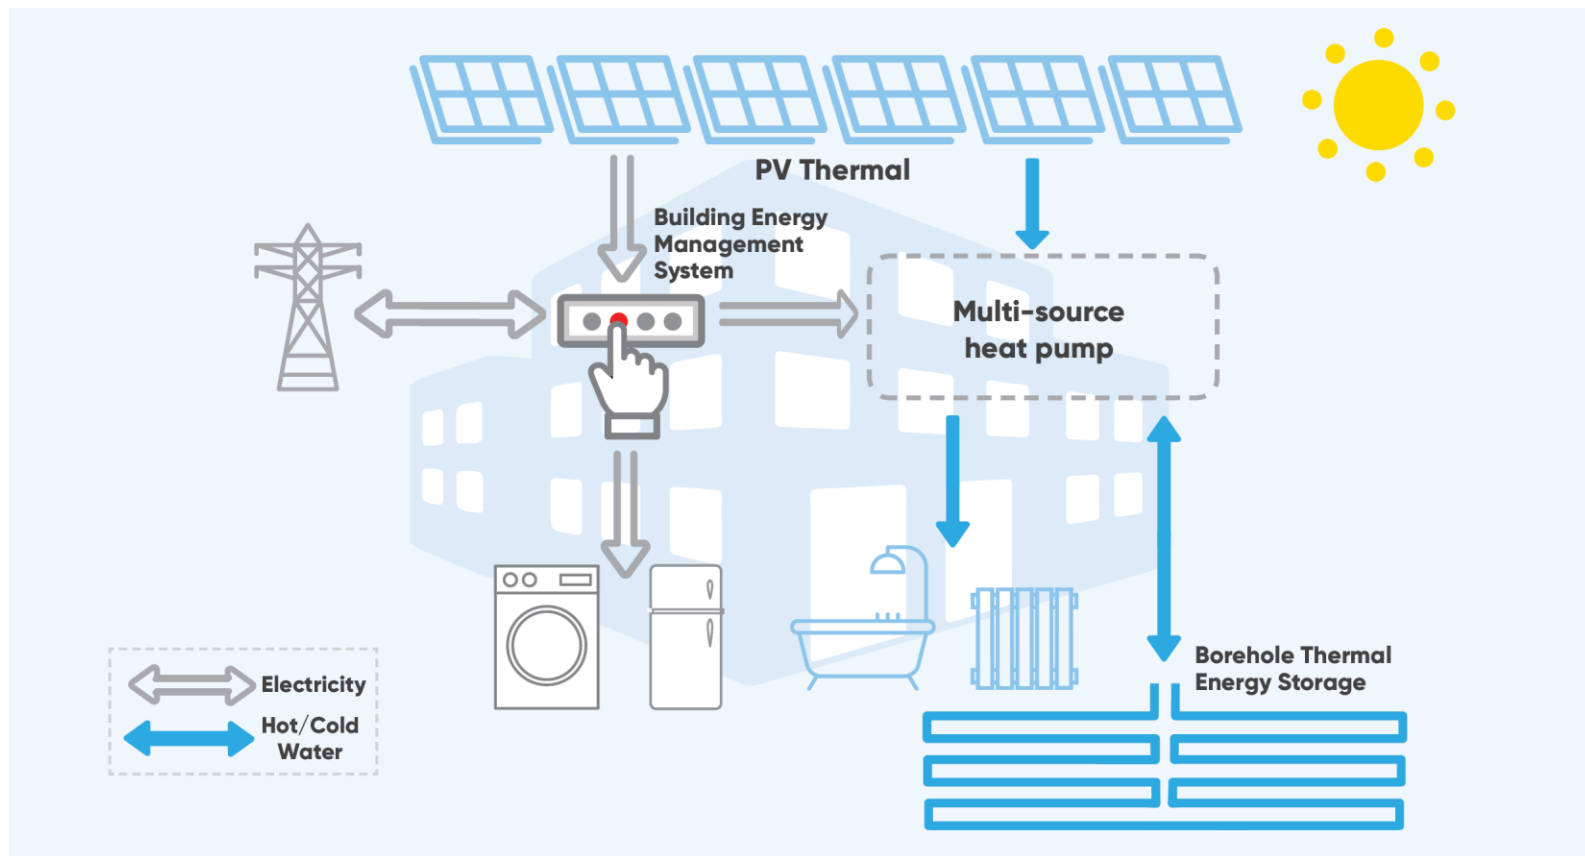 PV Thermal
Building Energy
Management
System
Multi-source
heat pump
Borehole Thermal
Energy Storage
Electricity
Hot/Cold
Water